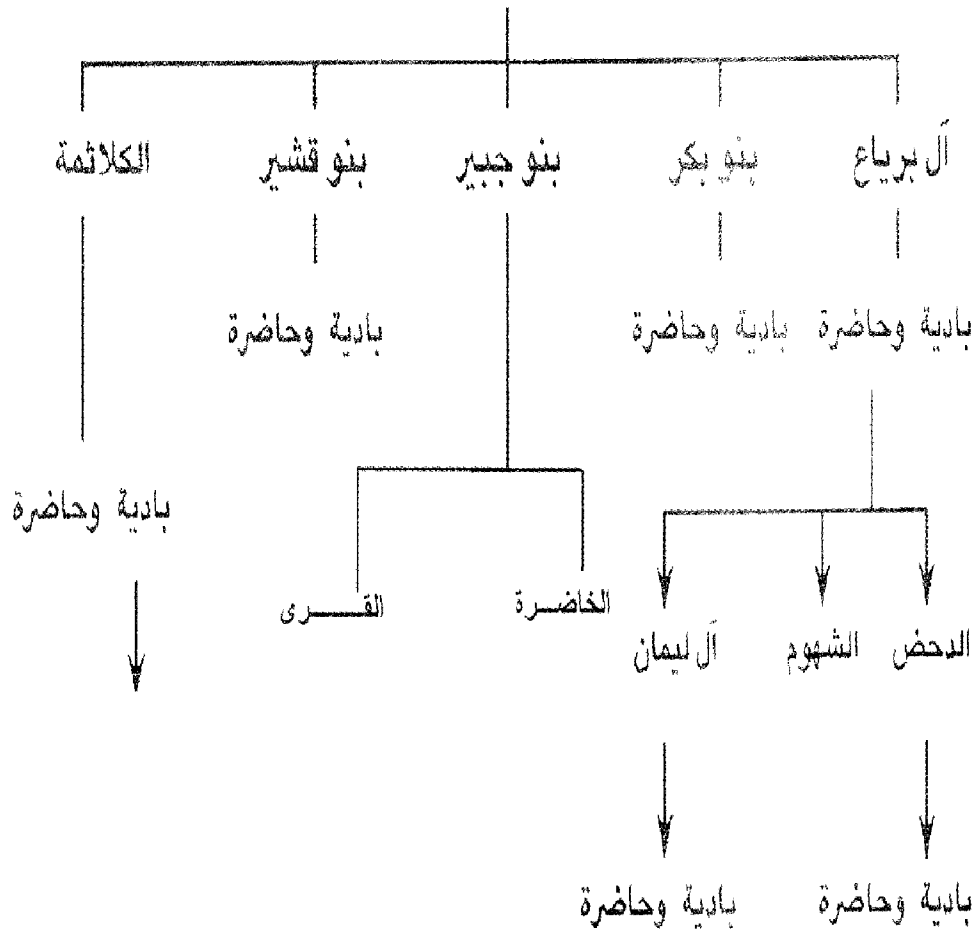 آل برياع
بنو بكر
بنو جبير
بنو قشير
الكلاثمة
بادية وحاضرة
بادية وحاضرة
بادية وحاضرة
بادية وحاضرة
الخاضرة
القرى
الدحض
الشهوم
آل ليمان
بادية وحاضرة
بادية وحاضرة